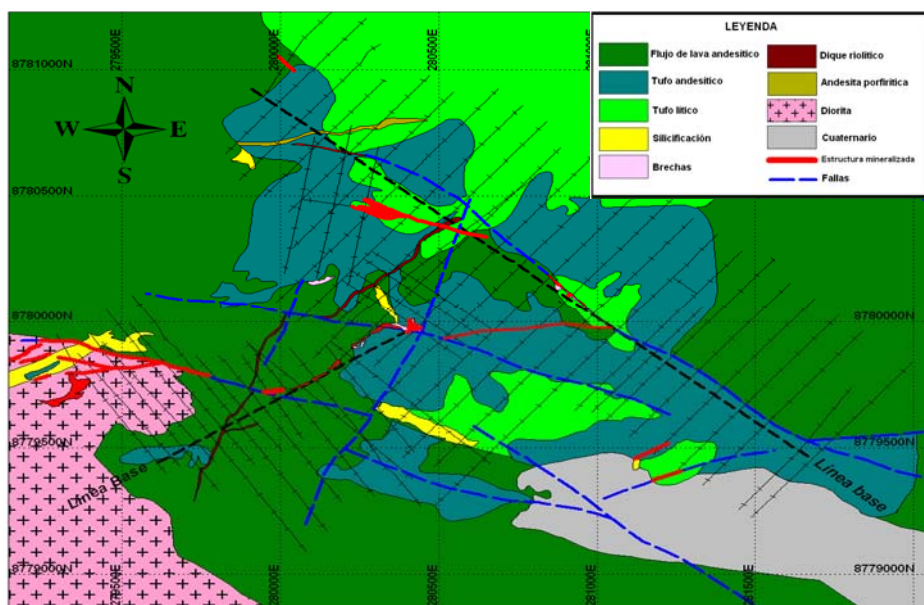 LEYENDA
Flujo de lava andesítico
Tufo andesítico
Tufo lítico
Silicificación
Brechas
Dique riolítico
Andesita porfirítica
Diorita
Cuaternario
Estructura mineralizada
Fallas
279500E
280000E
280500E
8781000N
N
W E
S
8780500N
8780500N
8780000N
8780000N
8779500N
8779500N
Línea Base
Línea base
8779000N
8779000N
279500E
280000E
280500E
281000E
281500E